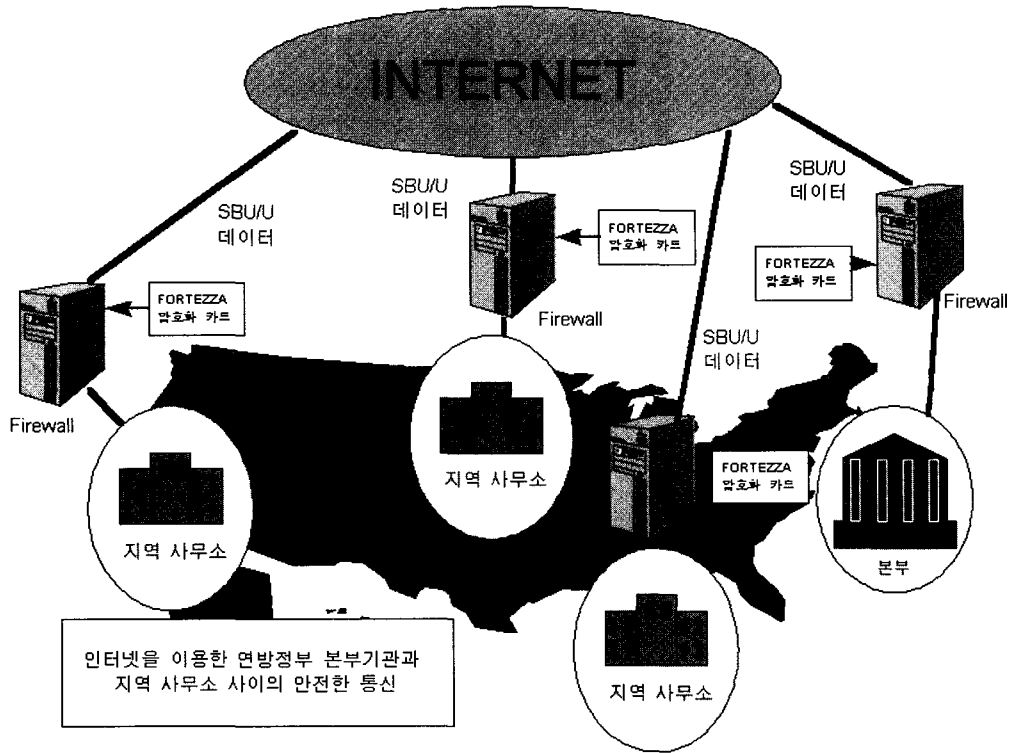 INTERNET
SBU/U
데이터
SBU/U
데이터
SBU/U
데이터
FORTEZZA
암호화 카드
FORTEZZA
암호화 카드
FORTEZZA
암호화 카드
Firewall
Firewall
SBU/U
데이터
Firewall
지역 사무소
FORTEZZA
암호화 카드
지역 사무소
본부
인터넷을 이용한 연방정부 본부기관과
지역 사무소 사이의 안전한 통신
지역 사무소